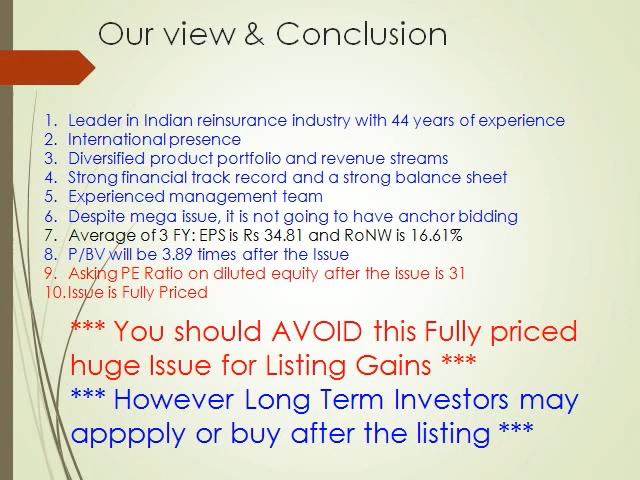 Our view & Conclusion
1. Leader in Indian reinsurance industry with 44 years of experience
2. International presence
3. Diversified product portfolio and revenue streams
4. Strong financial track record and a strong balance sheet
5. Experienced management team
6. Despite mega issue, it is not going to have anchor bidding
7. Average of 3 FY: EPS is Rs 34.81 and RoNW is 16.61%
8. P/BV will be 3.89 times after the Issue
9. Asking PE Ratio on diluted equity after the issue is 31
10. Issue is Fully Priced
*** You should AVOID this Fully priced
huge Issue for Listing Gains ***
*** However Long Term Investors may
apppply or buy after the listing ***